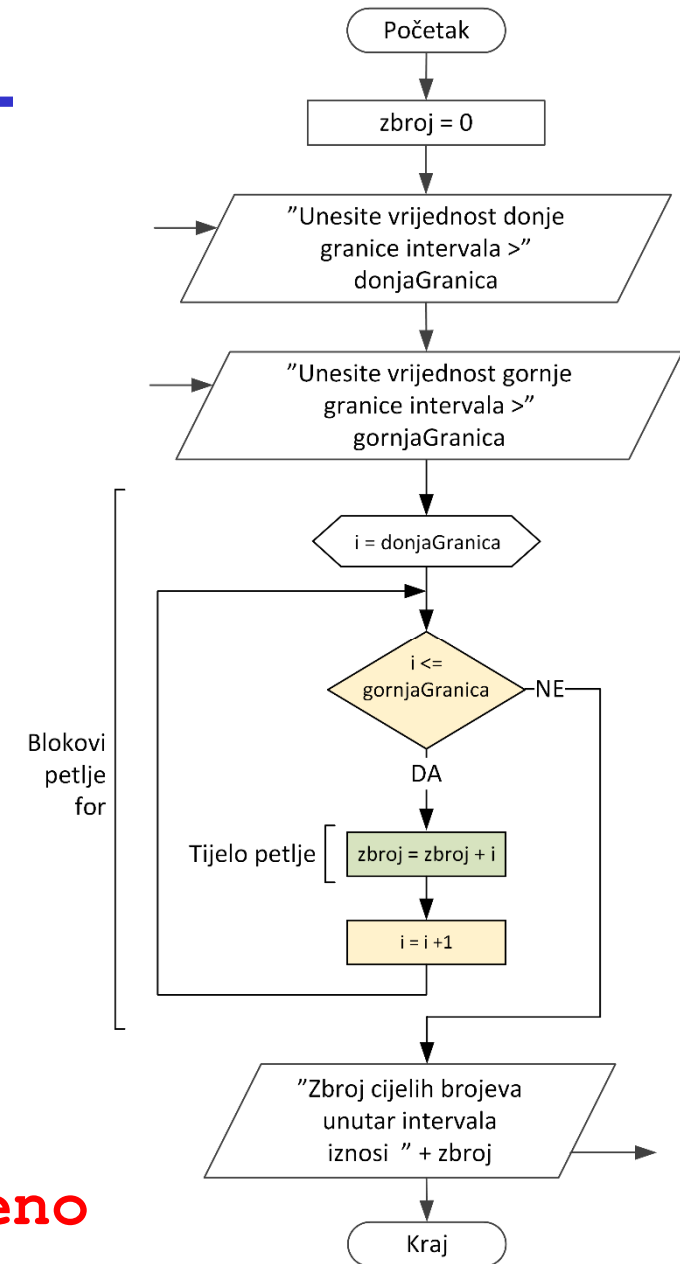 Početak
zbroj = 0
”Unesite vrijednost donje
granice intervala >”
donjaGranica
”Unesite vrijednost gornje
granice intervala >”
gornjaGranica
i = donjaGranica
i <=
gornjaGranica
NE
DA
Blokovi
petlje
for
Tijelo petlje
zbroj = zbroj + i
i = i +1
”Zbroj cijelih brojeva
unutar intervala
iznosi ” + zbroj
eno
Kraj